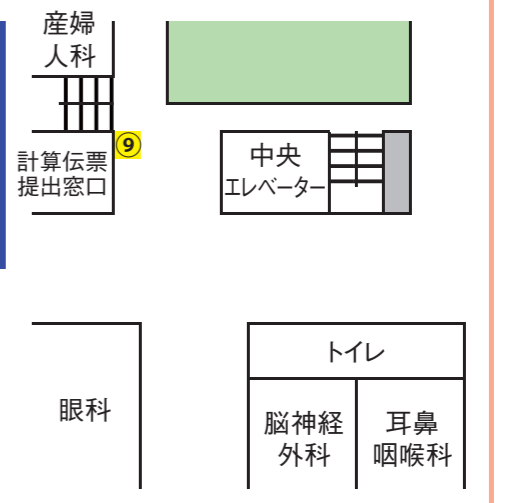 産婦
人科
⑨
計算伝票
提出窓口
中央
エレベーター
眼科
トイレ
脳神経
外科
耳鼻
咽喉科